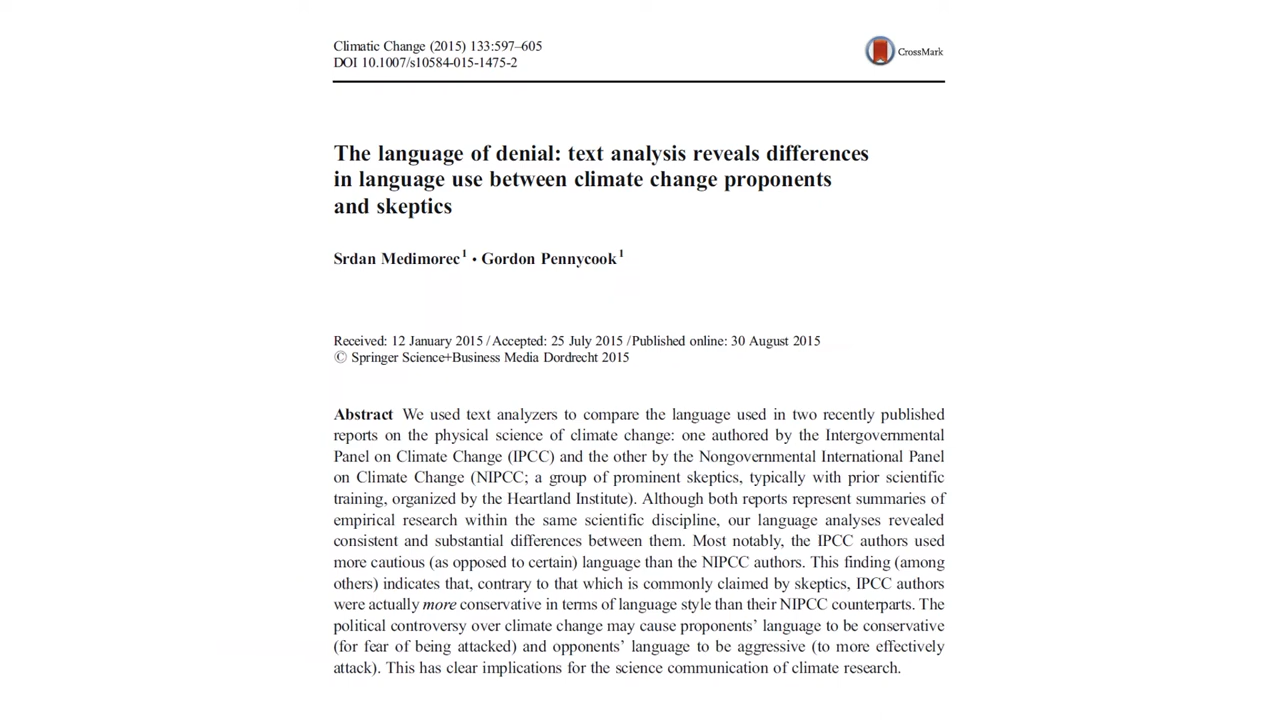 Climatic Change (2015) 133:597–605
DOI 10.1007/s10584-015-1475-2
CrossMark
The language of denial: text analysis reveals differences
in language use between climate change proponents
and skeptics
Srdan Medimorec¹ · Gordon Pennycook¹
Received: 12 January 2015 / Accepted: 25 July 2015 / Published online: 30 August 2015
© Springer Science+Business Media Dordrecht 2015
Abstract We used text analyzers to compare the language used in two recently published
reports on the physical science of climate change: one authored by the Intergovernmental
Panel on Climate Change (IPCC) and the other by the Nongovernmental International Panel
on Climate Change (NIPCC; a group of prominent skeptics, typically with prior scientific
training, organized by the Heartland Institute). Although both reports represent summaries of
empirical research within the same scientific discipline, our language analyses revealed
consistent and substantial differences between them. Most notably, the IPCC authors used
more cautious (as opposed to certain) language than the NIPCC authors. This finding (among
others) indicates that, contrary to that which is commonly claimed by skeptics, IPCC authors
were actually more conservative in terms of language style than their NIPCC counterparts. The
political controversy over climate change may cause proponents' language to be conservative
(for fear of being attacked) and opponents' language to be aggressive (to more effectively
attack). This has clear implications for the science communication of climate research.